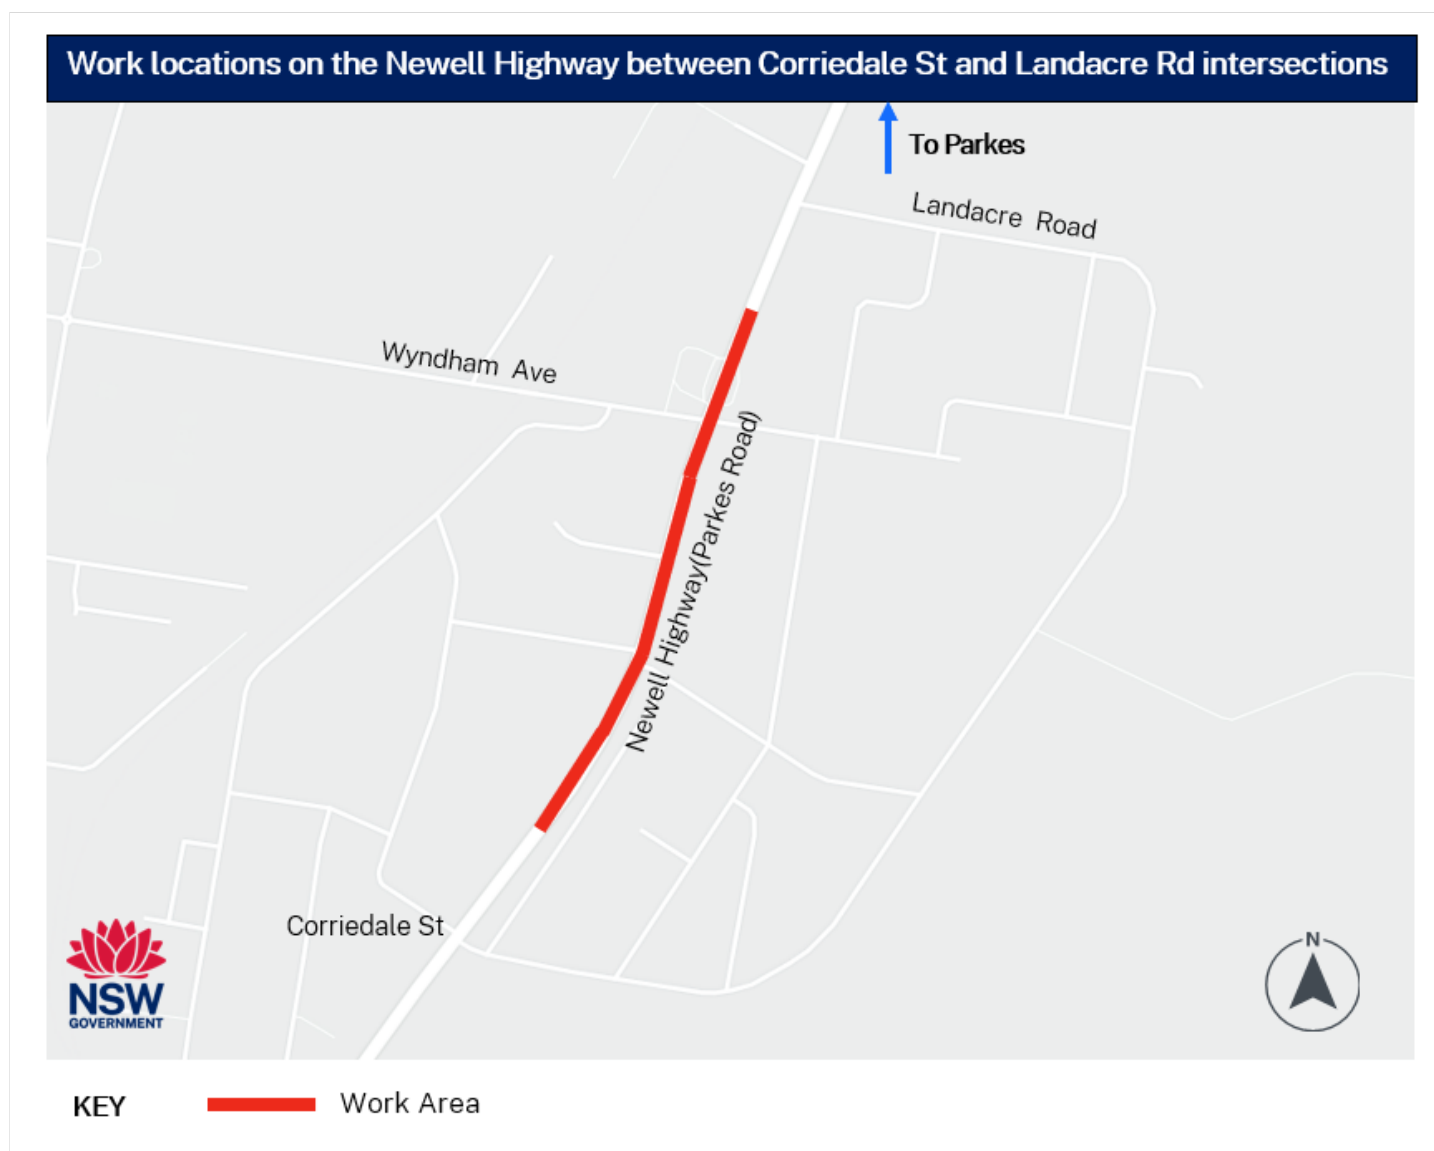 Work locations on the Newell Highway between Corriedale St and Landacre Rd intersections
To Parkes
Landacre Road
Wyndham Ave
Newell Highway(Parkes Road)
Corriedale St
N
NSW
GOVERNMENT
KEY
Work Area